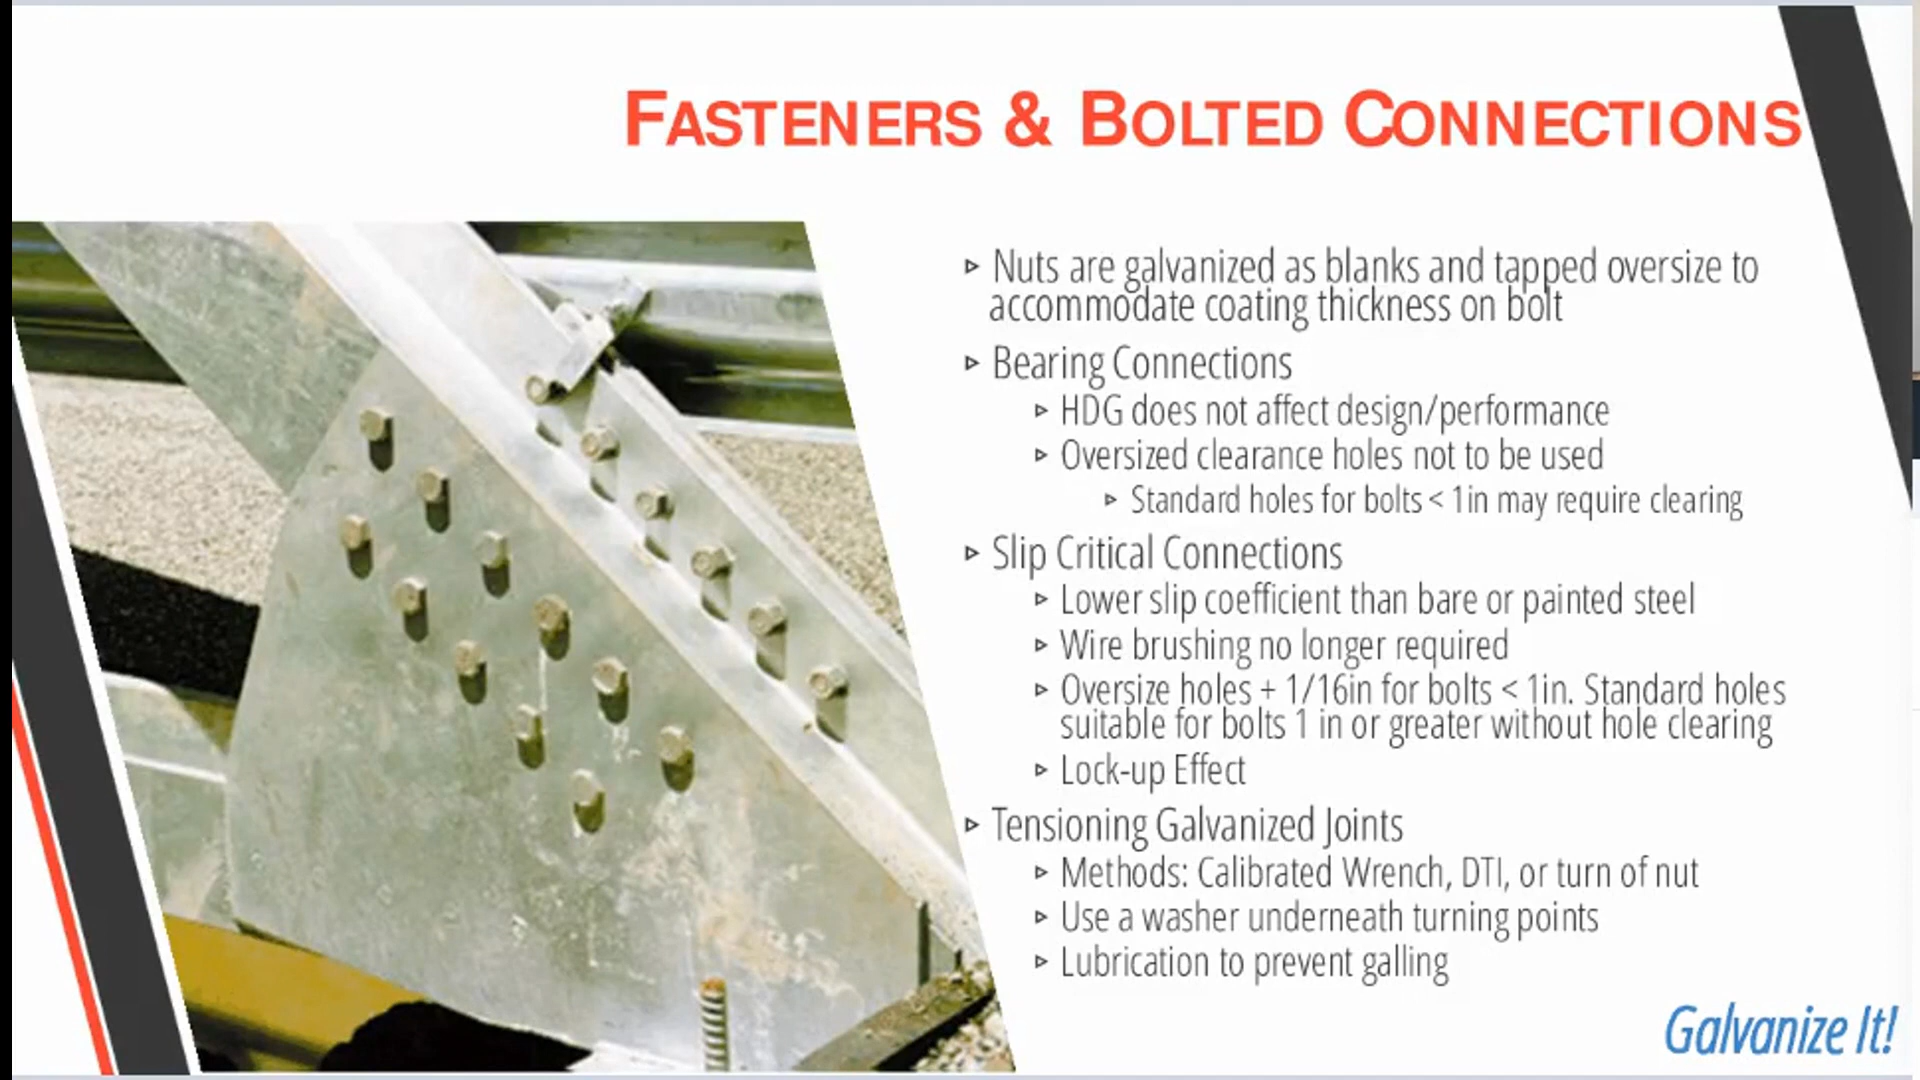 FASTENERS & BOLTED CONNECTIONS
Nuts are galvanized as blanks and tapped oversize to
accommodate coating thickness on bolt
Bearing Connections
HDG does not affect design/performance
Oversized clearance holes not to be used
Standard holes for bolts < 1in may require clearing
Slip Critical Connections
Lower slip coefficient than bare or painted steel
Wire brushing no longer required
Oversize holes + 1/16in for bolts < 1in. Standard holes
suitable for bolts 1 in or greater without hole clearing
Lock-up Effect
Tensioning Galvanized Joints
Methods: Calibrated Wrench, DTI, or turn of nut
Use a washer underneath turning points
Lubrication to prevent galling
Galvanize It!